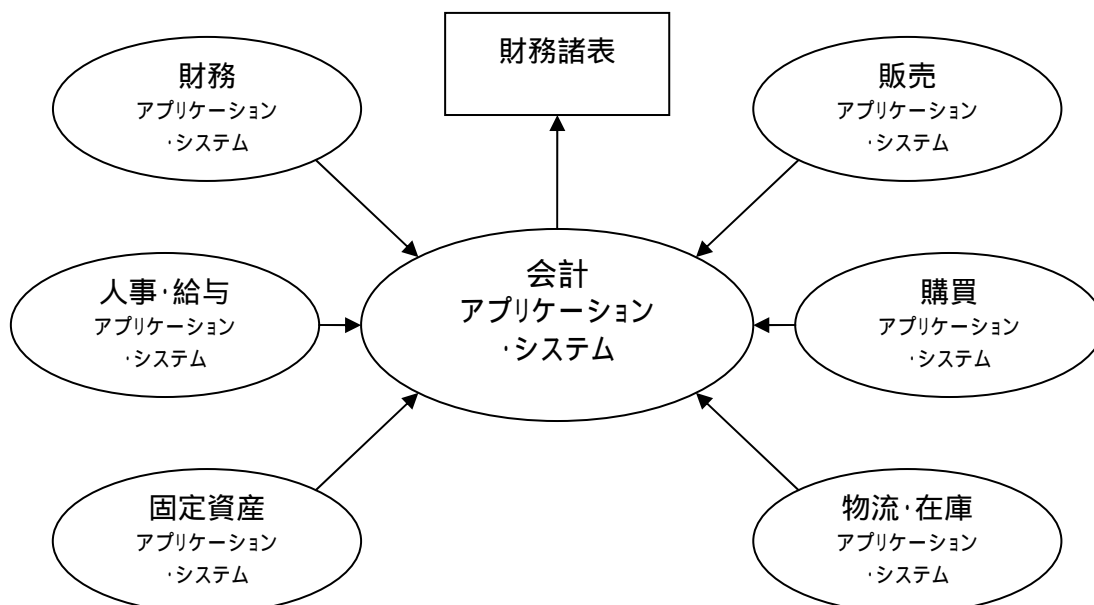 財務諸表
財務
アプリケーション
・システム
販売
アプリケーション
・システム
人事・給与
アプリケーション
・システム
会計
アプリケーション
・システム
購買
アプリケーション
・システム
固定資産
アプリケーション
・システム
物流・在庫
アプリケーション
・システム